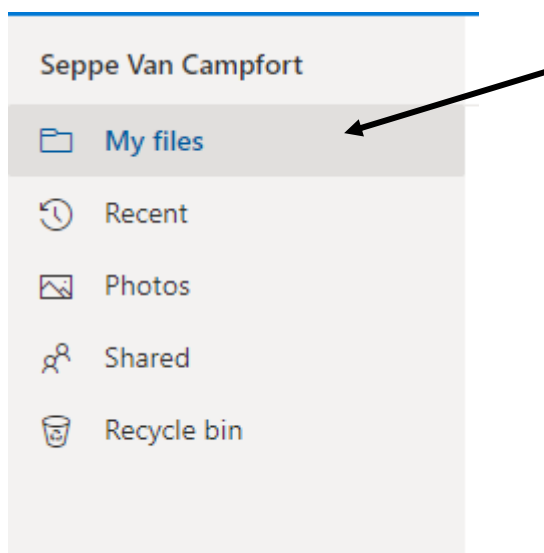 Seppe Van Campfort
My files
Recent
Photos
Shared
Recycle bin